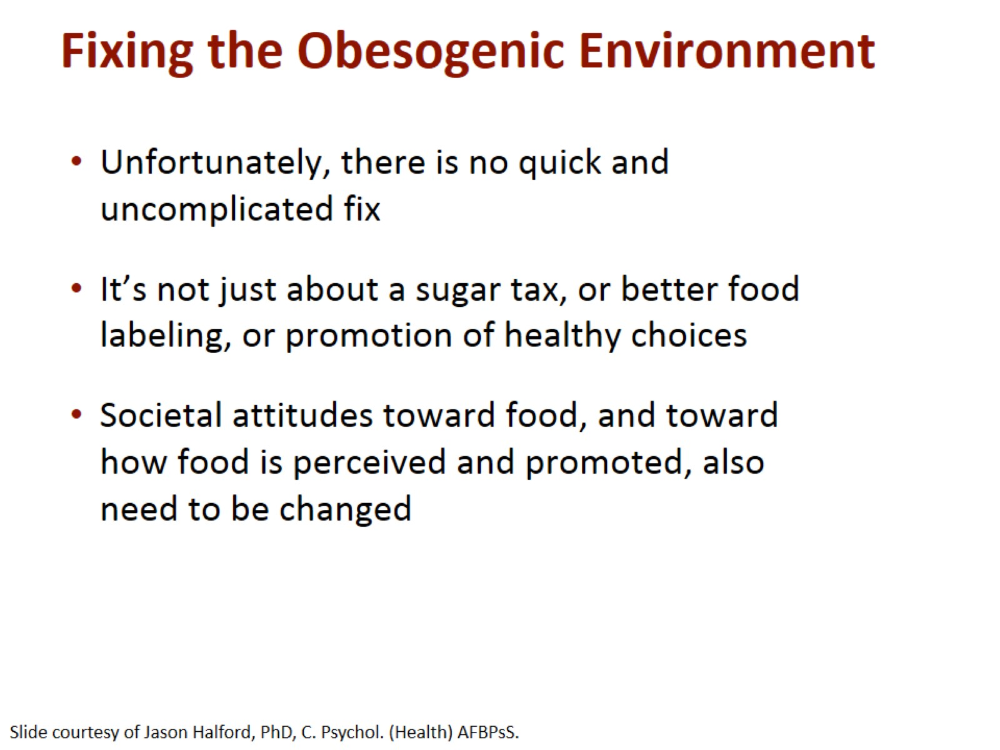 Fixing the Obesogenic Environment
• Unfortunately, there is no quick and
uncomplicated fix
• It’s not just about a sugar tax, or better food
labeling, or promotion of healthy choices
• Societal attitudes toward food, and toward
how food is perceived and promoted, also
need to be changed
Slide courtesy of Jason Halford, PhD, C. Psychol. (Health) AFBPsS.